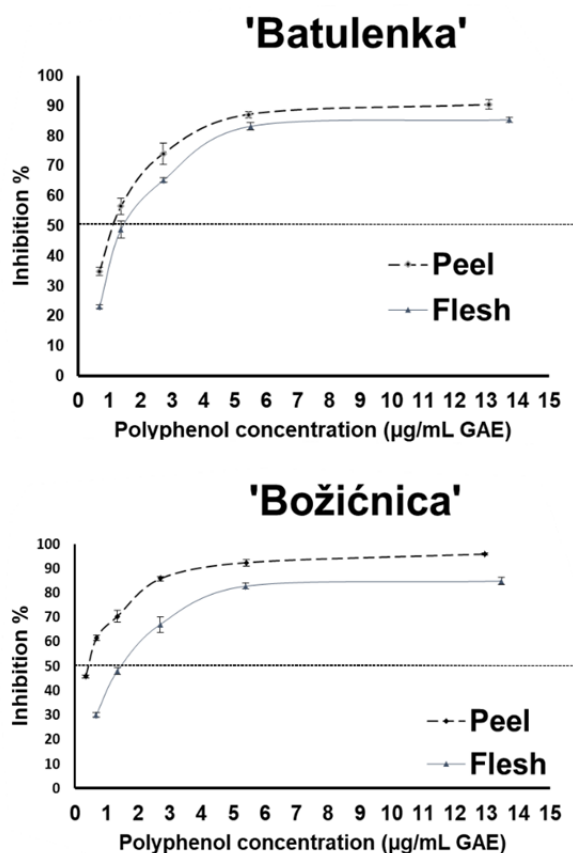 'Batulenka'
100
90
80
70
60
50
40
30
20
10
0
Inhibition %
Peel
Flesh
0 1 2 3 4 5 6 7 8 9 10 11 12 13 14 15
Polyphenol concentration (µg/mL GAE)
'Božićnica'
100
90
80
70
60
50
40
30
20
10
0
Inhibition %
Peel
Flesh
0 1 2 3 4 5 6 7 8 9 10 11 12 13 14 15
Polyphenol concentration (µg/mL GAE)